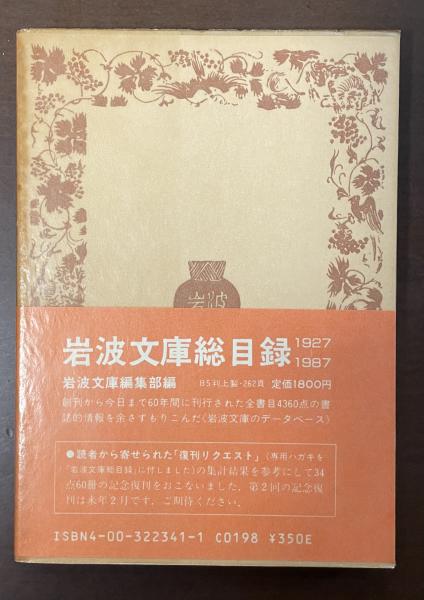 岩波
岩波文庫総目録 1927 1987
岩波文庫編集部編 B5判上製・262頁 定価1800円
創刊から今日まで60年間に刊行された全書目4360点の書
誌的情報を余さずもりこんだ〈岩波文庫のデータベース〉
●読者から寄せられた「復刊リクエスト」(専用ハガキを
「岩波文庫総目録」に付しました)の集計結果を参考にして34
点60冊の記念復刊をおこないました. 第2回の記念復
刊は来年2月です. ご期待ください.
ISBN4-00-322341-1 C0198 ¥350E